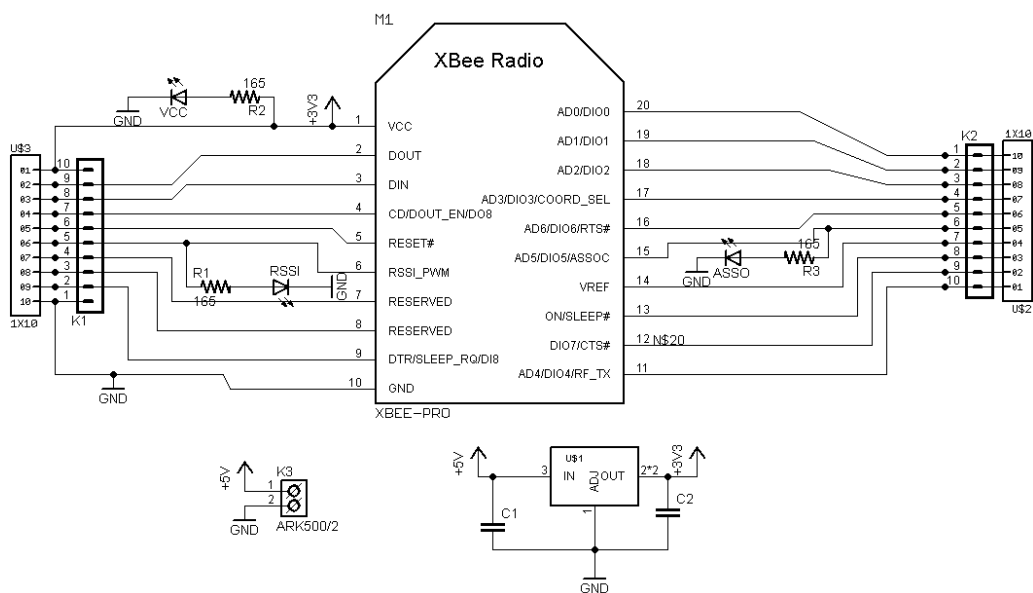 M1
XBee Radio
165
VCC
R2
GND
+3V3
1 VCC
2 DOUT
3 DIN
4 CD/DOUT_EN/DO8
5 RESET#
6 RSSI_PWM
7 RESERVED
8 RESERVED
9 DTR/SLEEP_RQ/DI8
10 GND
XBEE-PRO
AD0/DIO0 20
AD1/DIO1 19
AD2/DIO2 18
AD3/DIO3/COORD_SEL 17
AD6/DIO6/RTS# 16
AD5/DIO5/ASSOC 15
VREF 14
ON/SLEEP# 13
DIO7/CTS# 12 N$20
AD4/DIO4/RF_TX 11
U$3
01 10
02 9
03 8
04 7
05 6
06 5
07 4
08 3
09 2
10 1
1X10
K1
R1
165
RSSI
GND
GND
165
R3
ASSO
GND
K2
1X10
1 10
2 09
3 08
4 07
5 06
6 05
7 04
8 03
9 02
10 01
U$2
+5V
K3
1
2
GND
ARK500/2
+5V
U$1
3 IN
ADJ
OUT 2*2
1
+3V3
C1
C2
GND